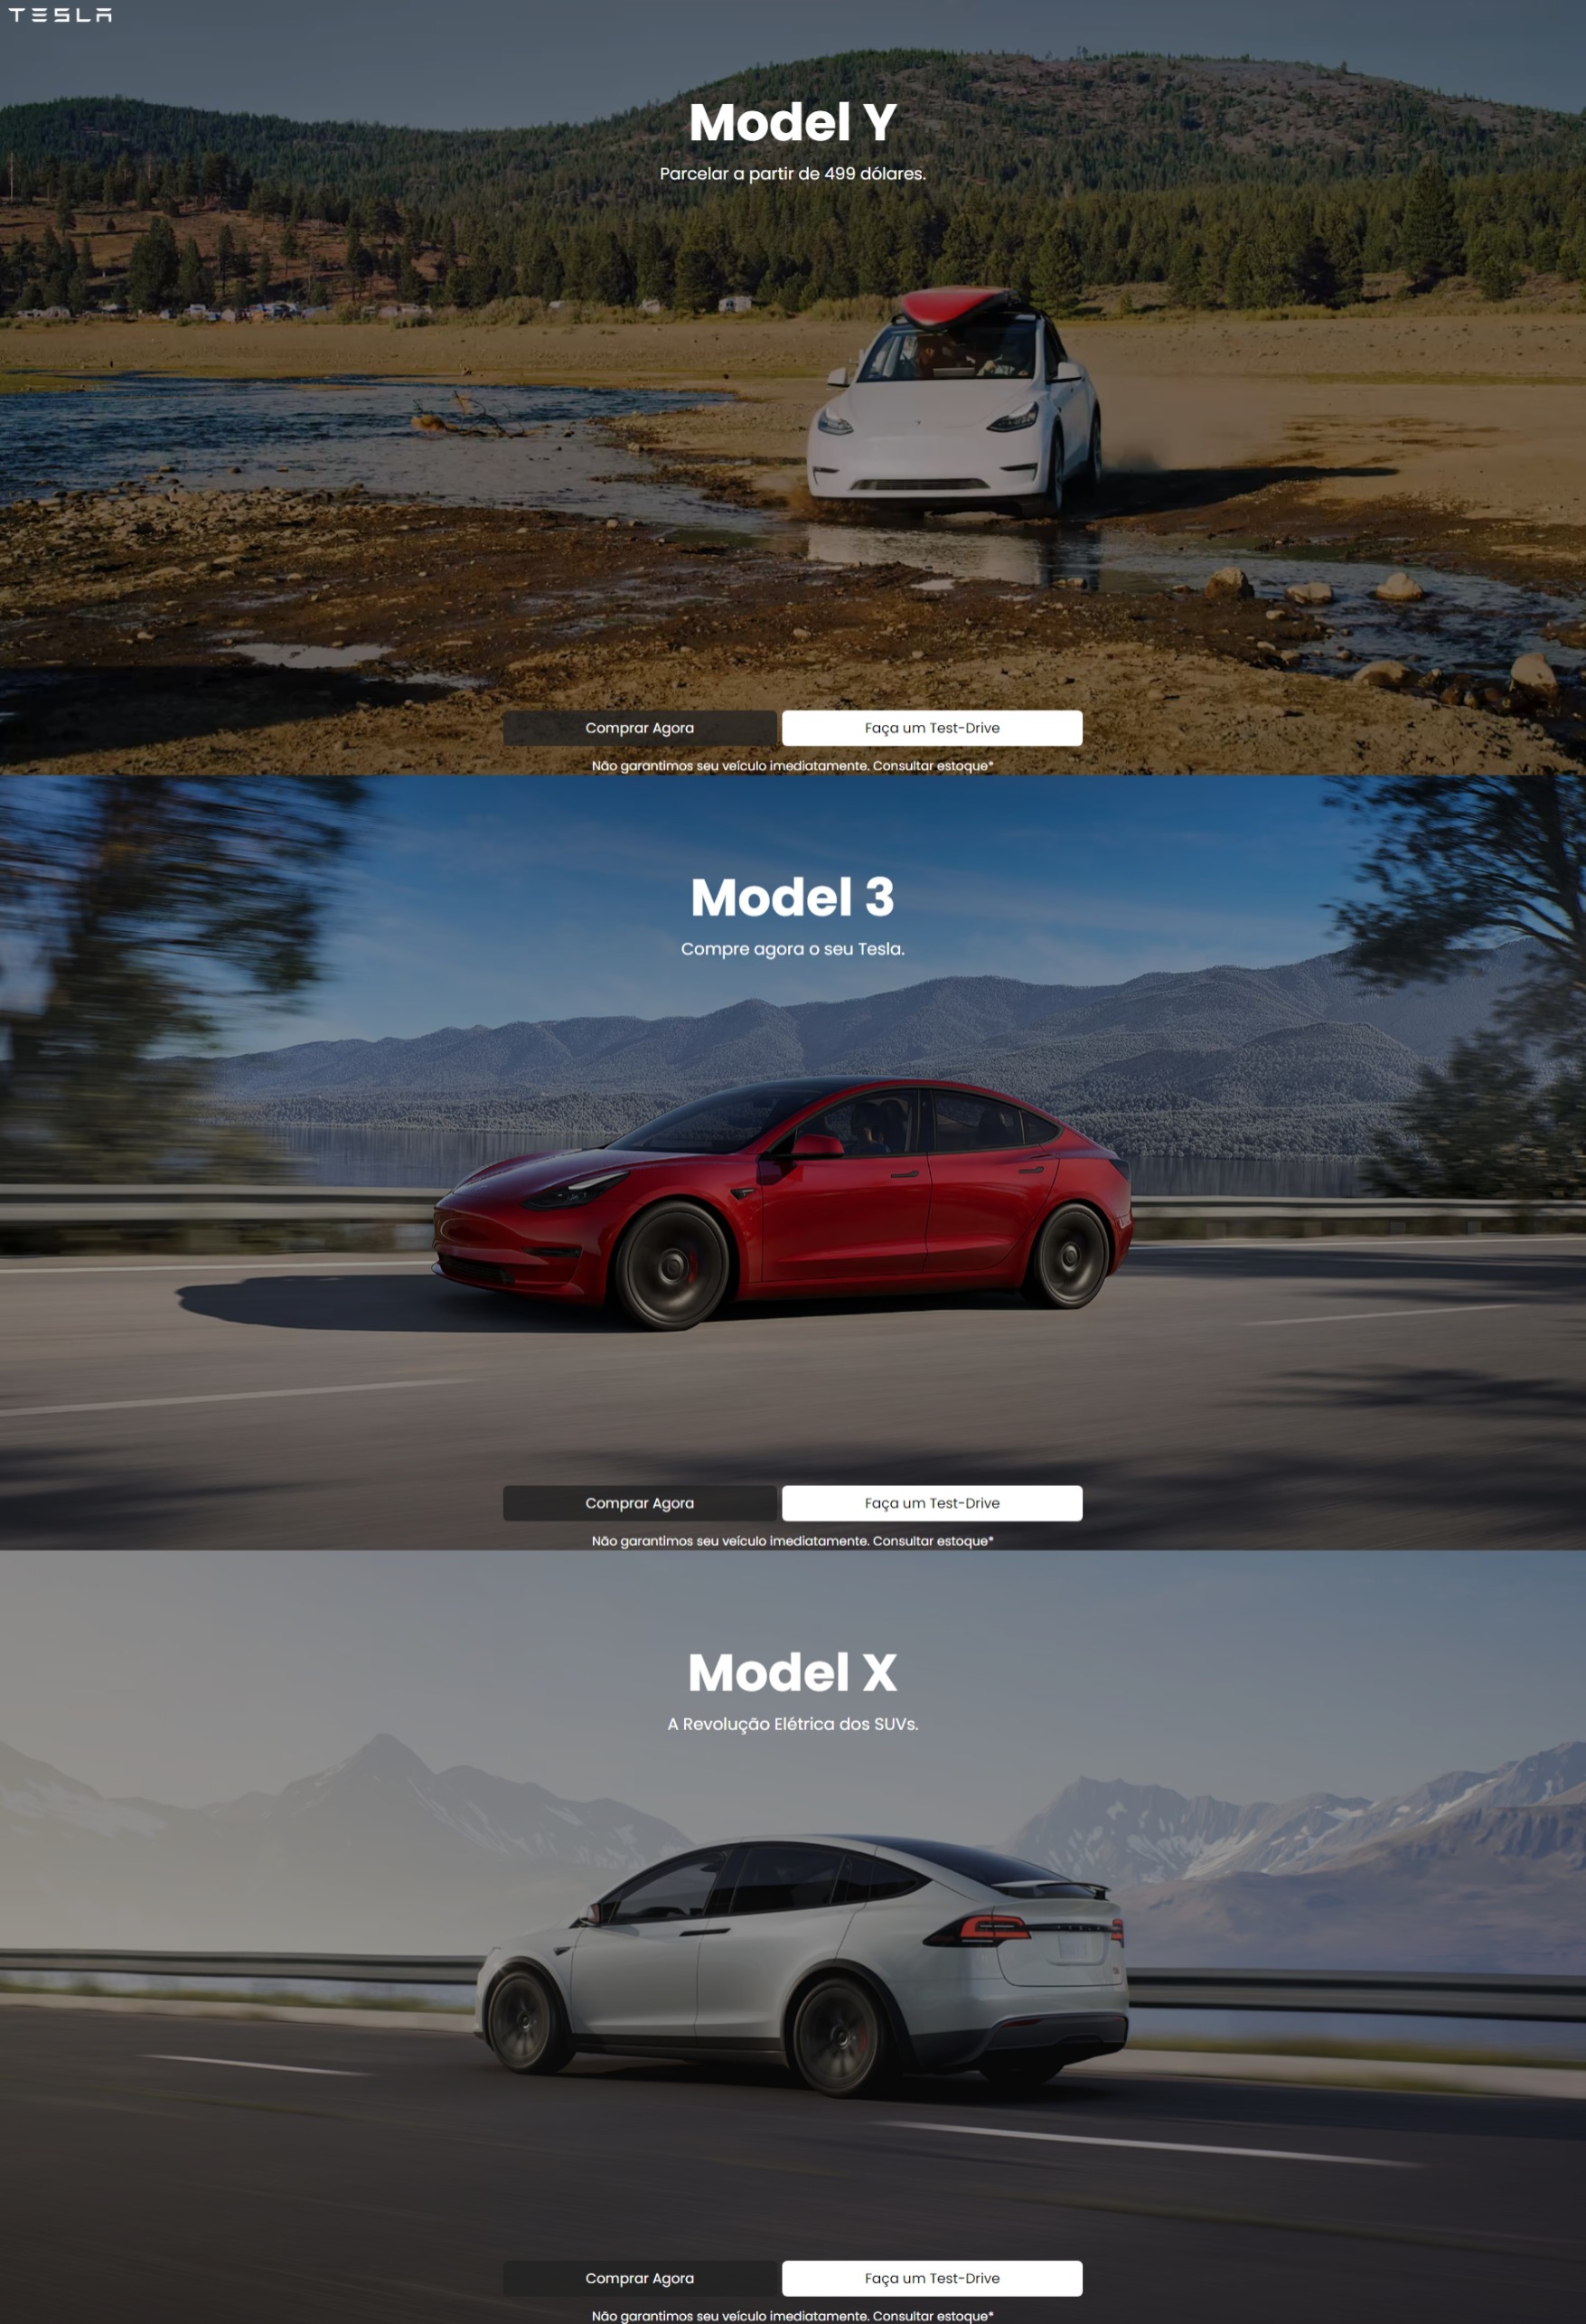 TESLA
Model Y
Parcelar a partir de 499 dólares.
Comprar Agora
Faça um Test-Drive
Não garantimos seu veículo imediatamente. Consultar estoque*
Model 3
Compre agora o seu Tesla.
Comprar Agora
Faça um Test-Drive
Não garantimos seu veículo imediatamente. Consultar estoque*
Model X
A Revolução Elétrica dos SUVs.
Comprar Agora
Faça um Test-Drive
Não garantimos seu veículo imediatamente. Consultar estoque*